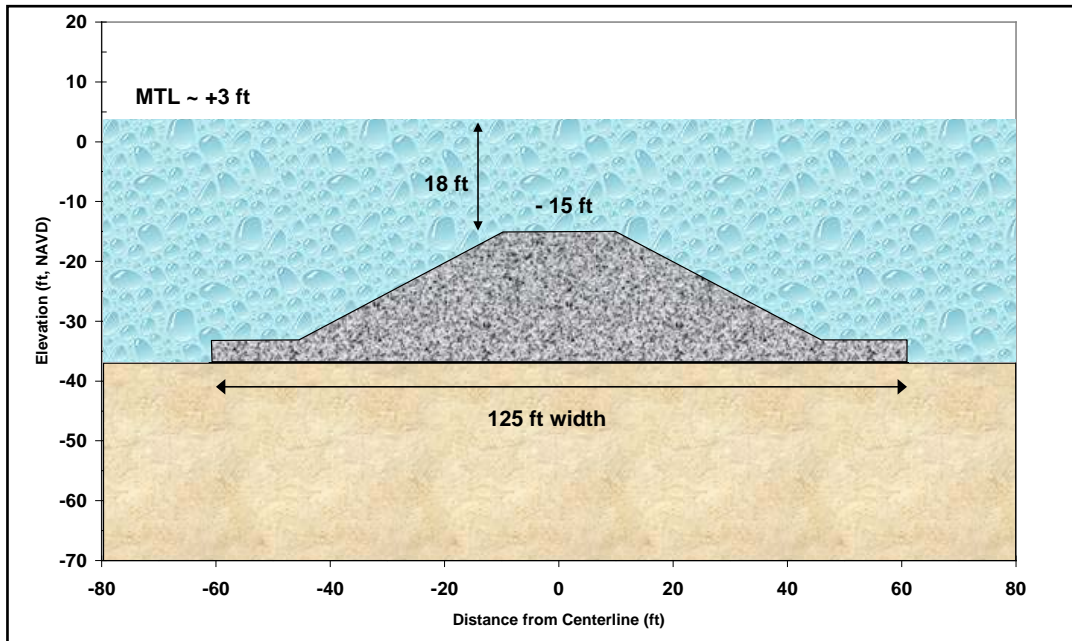 20
10
0
-10
-20
-30
-40
-50
-60
-70
Elevation (ft, NAVD)
MTL ~ +3 ft
18 ft
- 15 ft
125 ft width
-80 -60 -40 -20 0 20 40 60 80
Distance from Centerline (ft)